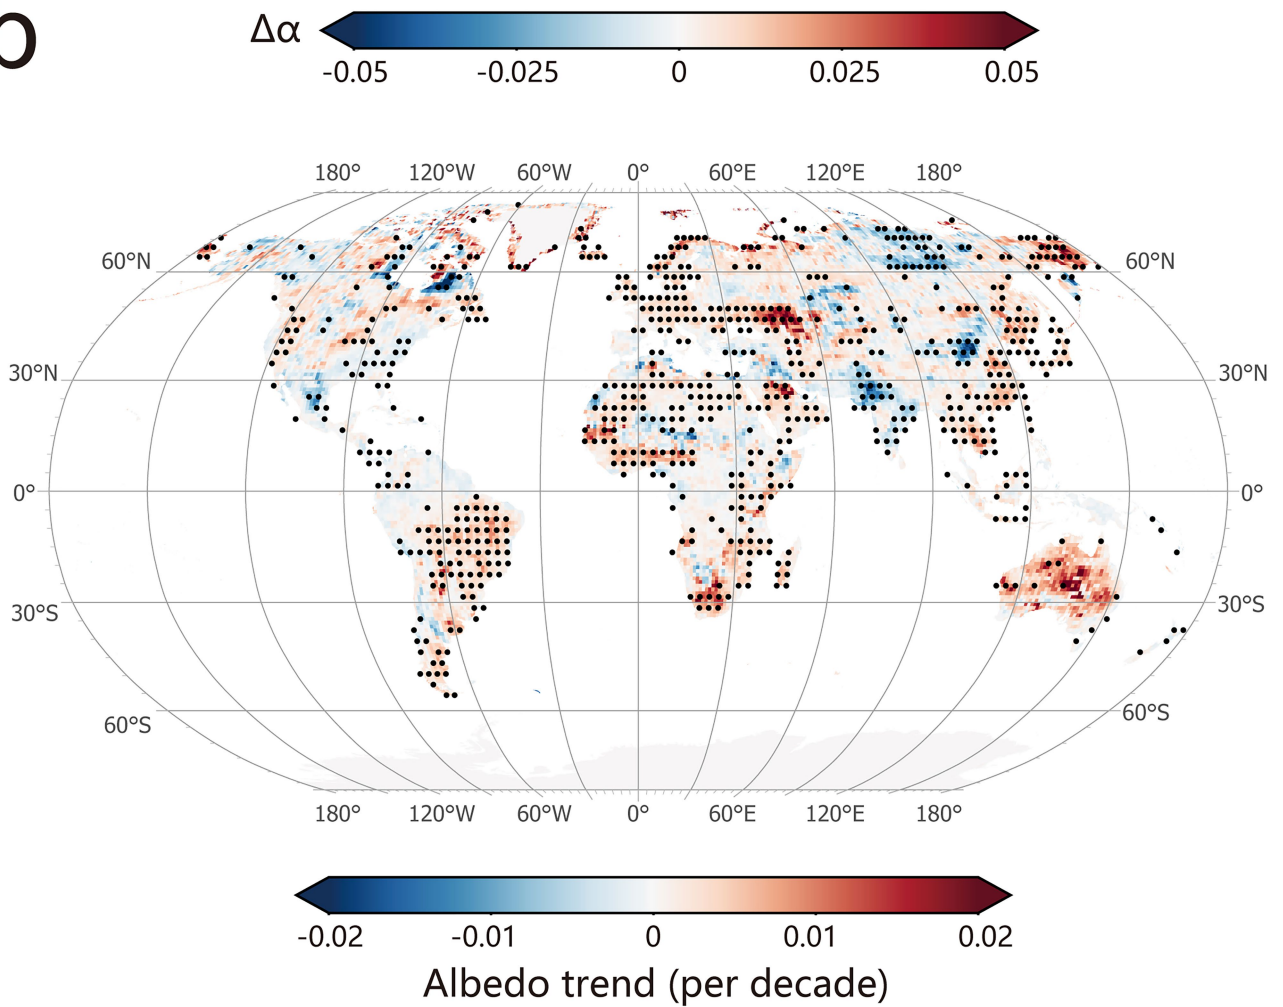 b
Δα
-0.05 -0.025 0 0.025 0.05
180° 120°W 60°W 0° 60°E 120°E 180°
60°N 60°N
30°N 30°N
0° 0°
30°S 30°S
60°S 60°S
180° 120°W 60°W 0° 60°E 120°E 180°
-0.02 -0.01 0 0.01 0.02
Albedo trend (per decade)